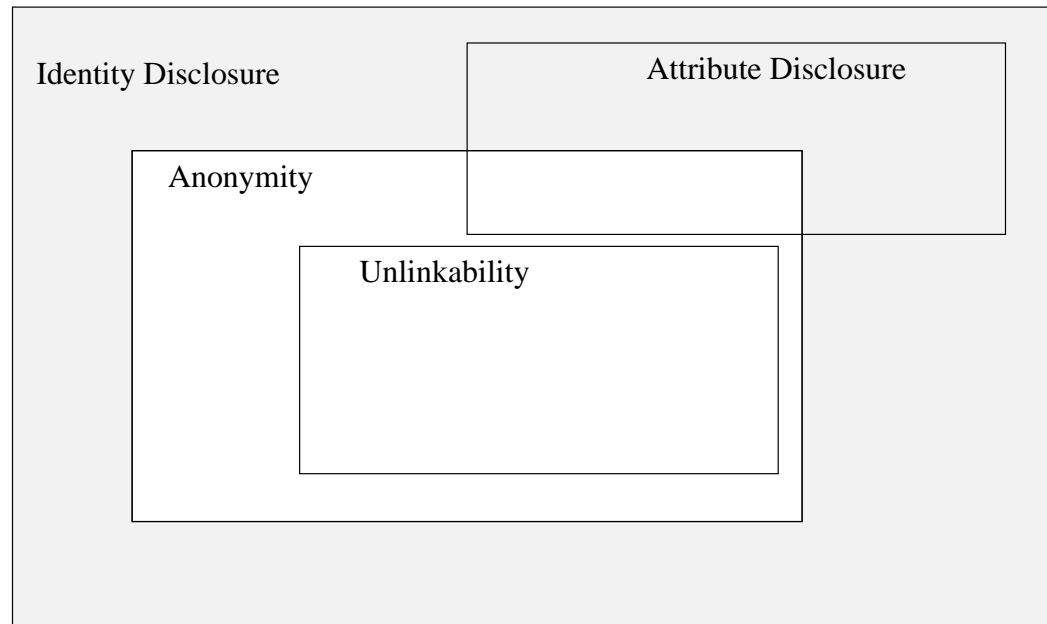 Identity Disclosure
Attribute Disclosure
Anonymity
Unlinkability